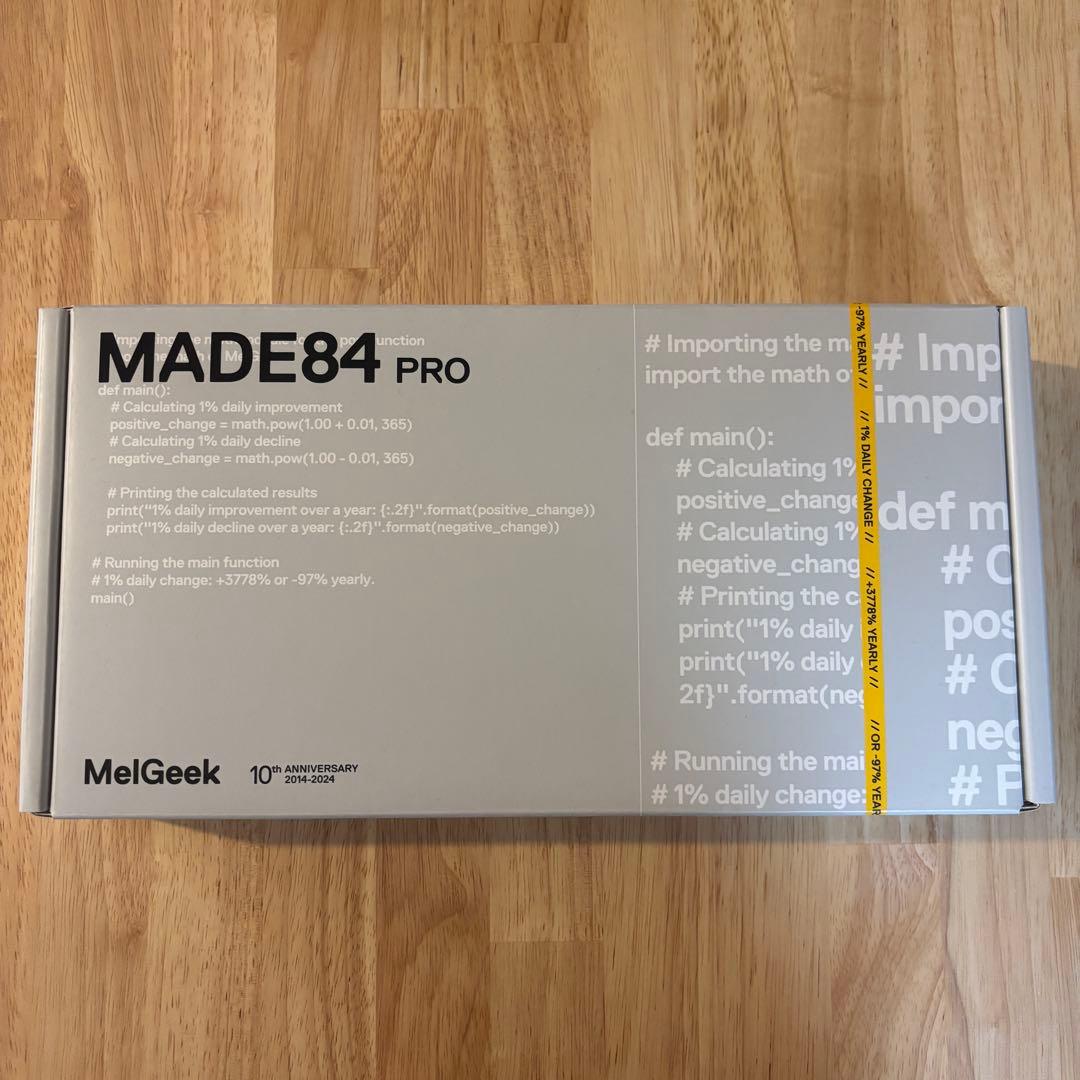 MADE84 PRO
def main():
# Calculating 1% daily improvement
positive_change = math.pow(1.00 + 0.01, 365)
# Calculating 1% daily decline
negative_change = math.pow(1.00 - 0.01, 365)
# Printing the calculated results
print("1% daily improvement over a year: {:.2f}".format(positive_change))
print("1% daily decline over a year: {:.2f}".format(negative_change))
# Running the main function
# 1% daily change: +3778% or -97% yearly.
main()
MelGeek
10th ANNIVERSARY
2014-2024
# Importing the m
import the math o
def main():
# Calculating 1%
positive_change
# Calculating 1%
negative_chang
# Printing the c
print("1% daily
print("1% daily
2f}".format(neg
# Running the mai
# 1% daily change:
-97% YEARLY // // 1% DAILY CHANGE // // +3778% YEARLY // // OR -97% YEAR
# Imp
impor
def m
# C
pos
# C
neg
# P